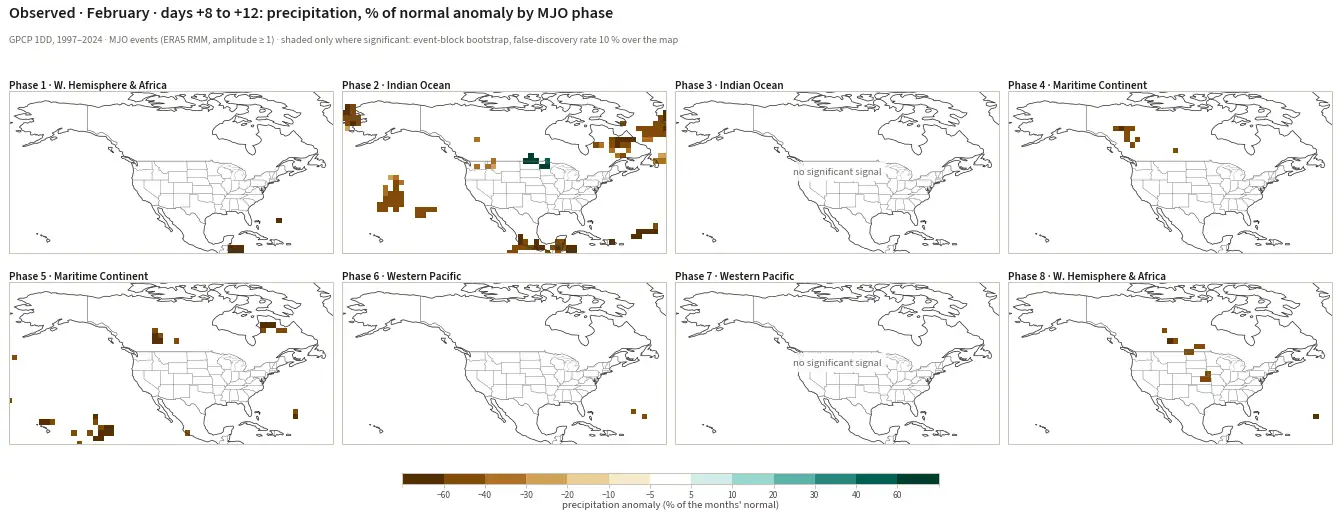 Observed · February · days +8 to +12: precipitation, % of normal anomaly by MJO phase
GPCP 1DD, 1997–2024 · MJO events (ERA5 RMM, amplitude ≥ 1) · shaded only where significant: event-block bootstrap, false-discovery rate 10 % over the map
Phase 1 · W. Hemisphere & Africa
Phase 2 · Indian Ocean
Phase 3 · Indian Ocean
Phase 4 · Maritime Continent
no significant signal
Phase 5 · Maritime Continent
Phase 6 · Western Pacific
Phase 7 · Western Pacific
Phase 8 · W. Hemisphere & Africa
no significant signal
−60 −40 −30 −20 −10 −5 5 10 20 30 40 60
precipitation anomaly (% of the months' normal)